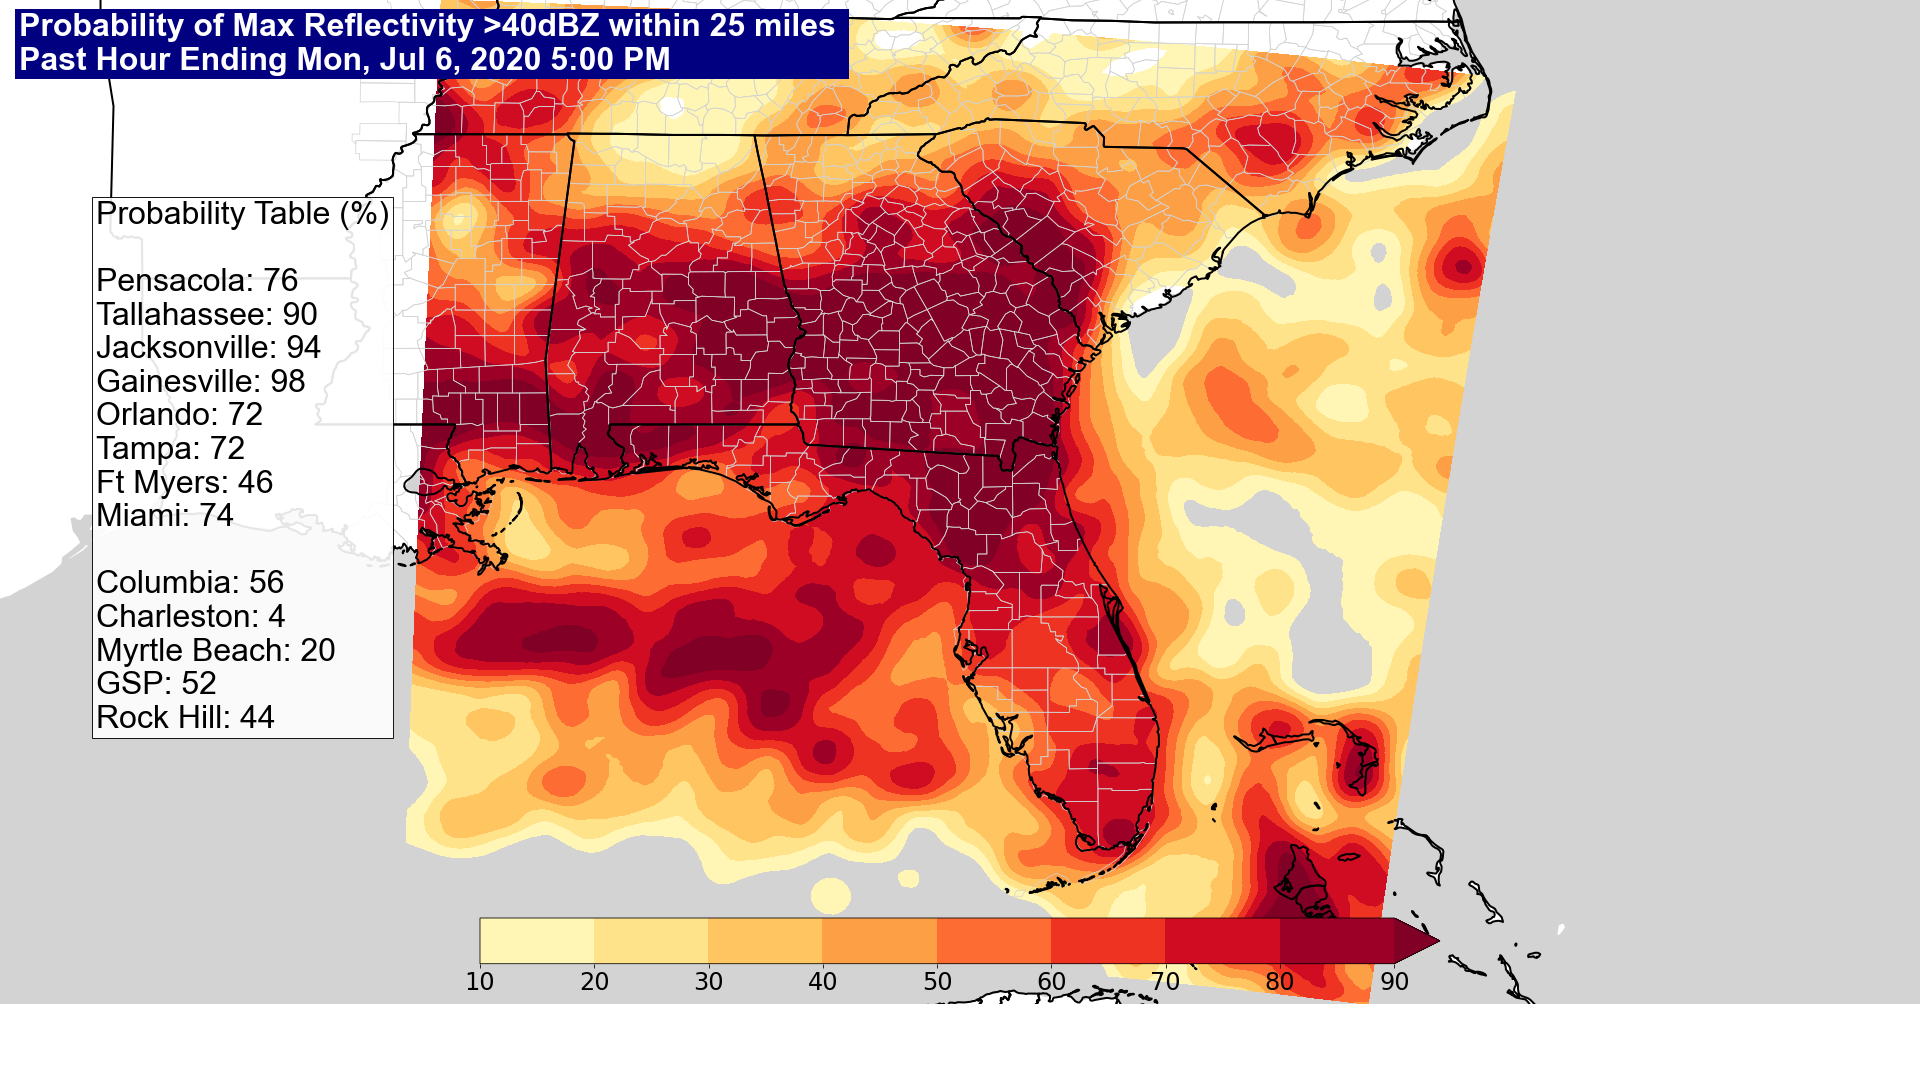 Probability of Max Reflectivity >40dBZ within 25 miles
Past Hour Ending Mon, Jul 6, 2020 5:00 PM
Probability Table (%)
Pensacola: 76
Tallahassee: 90
Jacksonville: 94
Gainesville: 98
Orlando: 72
Tampa: 72
Ft Myers: 46
Miami: 74
Columbia: 56
Charleston: 4
Myrtle Beach: 20
GSP: 52
Rock Hill: 44
10 20 30 40 50 60 70 80 90